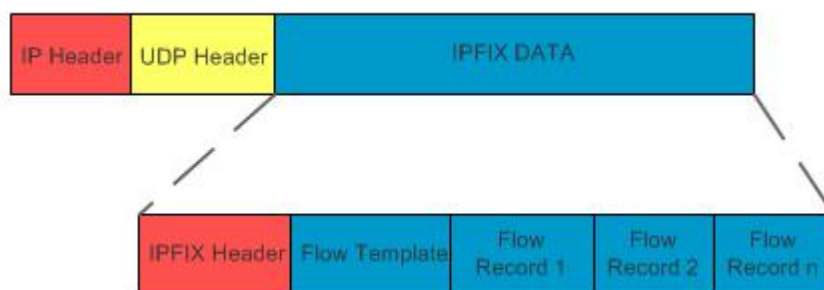 IP Header
UDP Header
IPFIX DATA
IPFIX Header
Flow Template
Flow
Record 1
Flow
Record 2
Flow
Record n